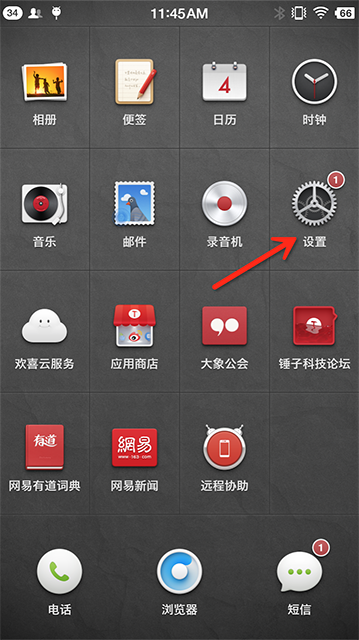 34 11:45AM 66
相册 便签 4 日历 时钟
音乐 邮件 录音机 1 设置
欢喜云服务 T 应用商店 大象公会 锤子科技论坛
有道 網易 www·163·com
网易有道词典 网易新闻 远程协助
1
电话 浏览器 短信